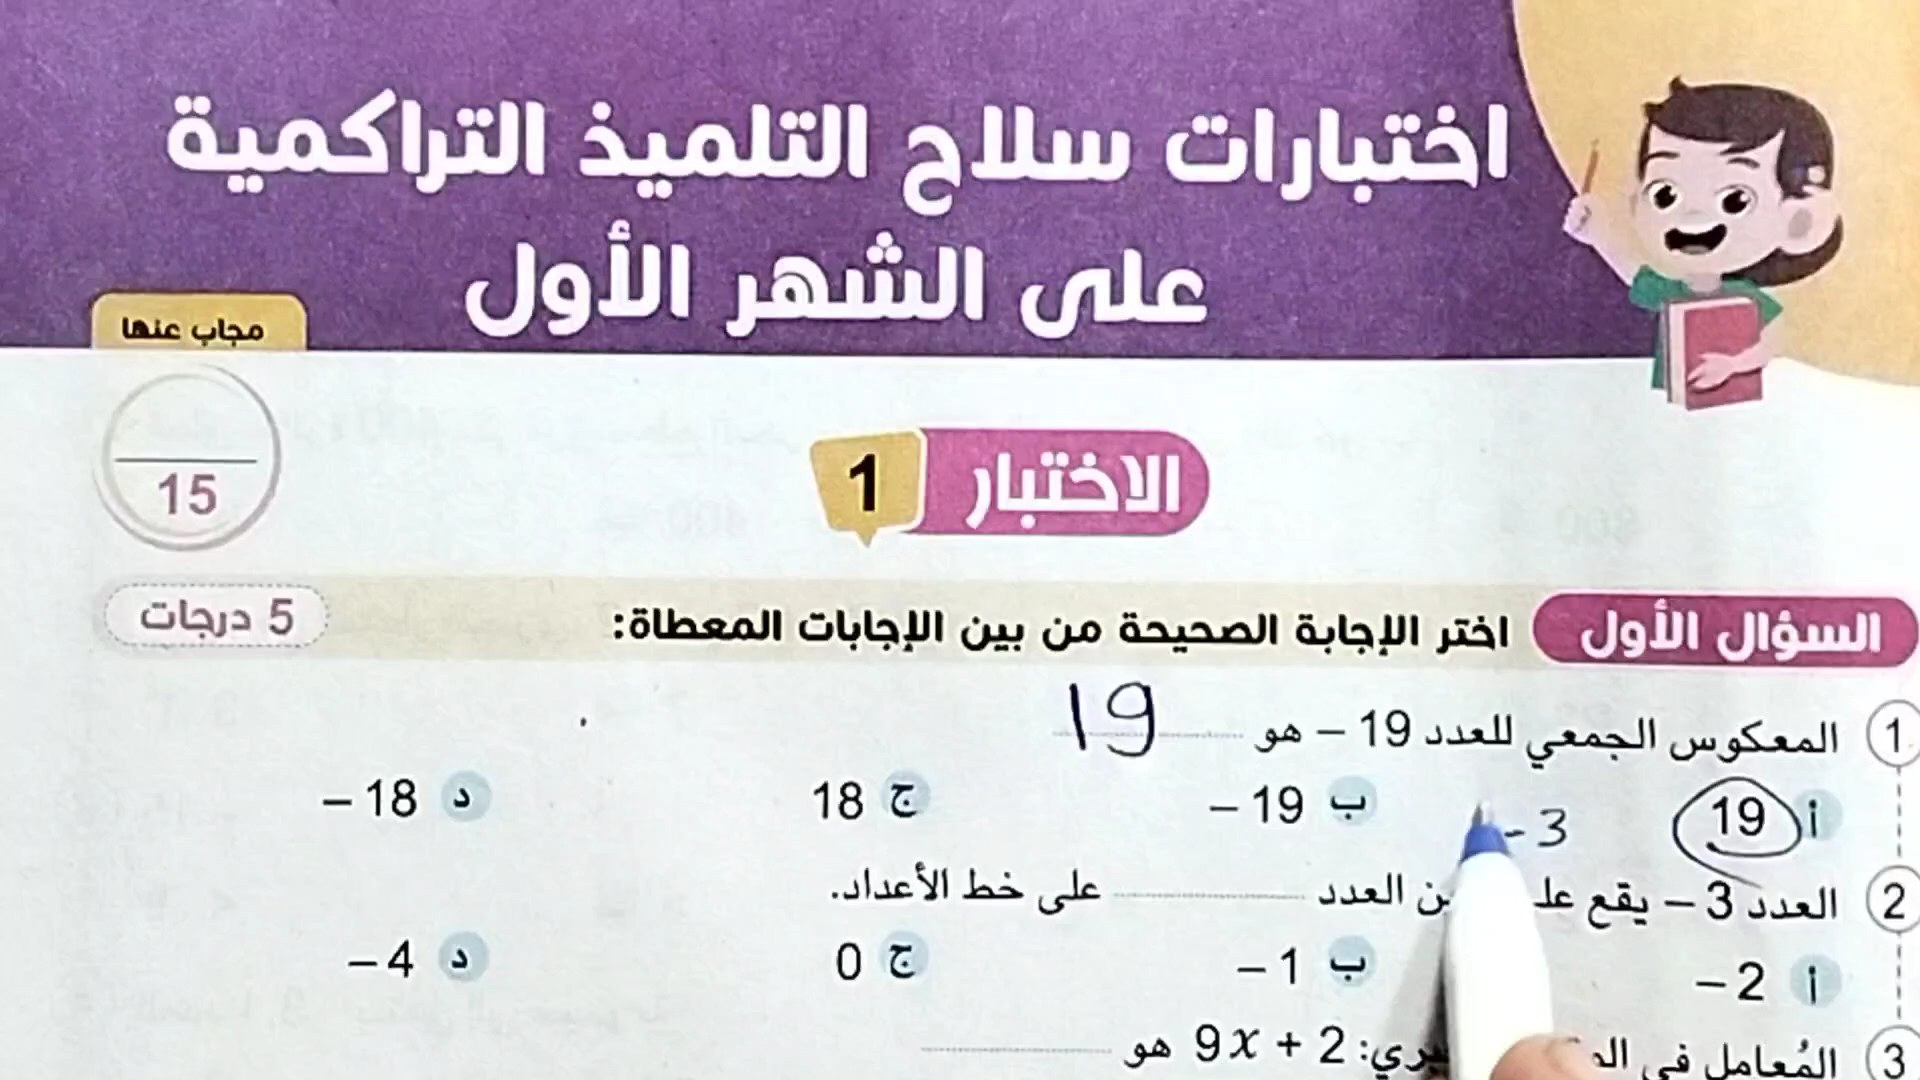 اختبارات سلاح التلميذ التراكمية
على الشهر الأول
مجاب عنها
15
الاختبار 1
السؤال الأول اختر الإجابة الصحيحة من بين الإجابات المعطاة: 5 درجات
1 المعكوس الجمعي للعدد 19 – هو 19
أ 19 ب 19 – ج 18 د 18 –
- 3
2 العدد 3 – يقع العدد على خط الأعداد.
أ 2 – ب 1 – ج 0 د 4 –
3 المُعامل في 9x + 2 هو